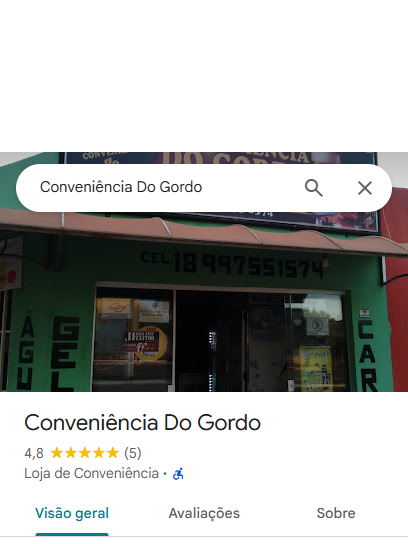 CONVENIÊNCIA
DO GORDO
Conveniência Do Gordo
CEL. 18 997551574
ÁGU
GEL
CAR
Conveniência Do Gordo
4,8 (5)
Loja de Conveniência ·
Visão geral
Avaliações
Sobre